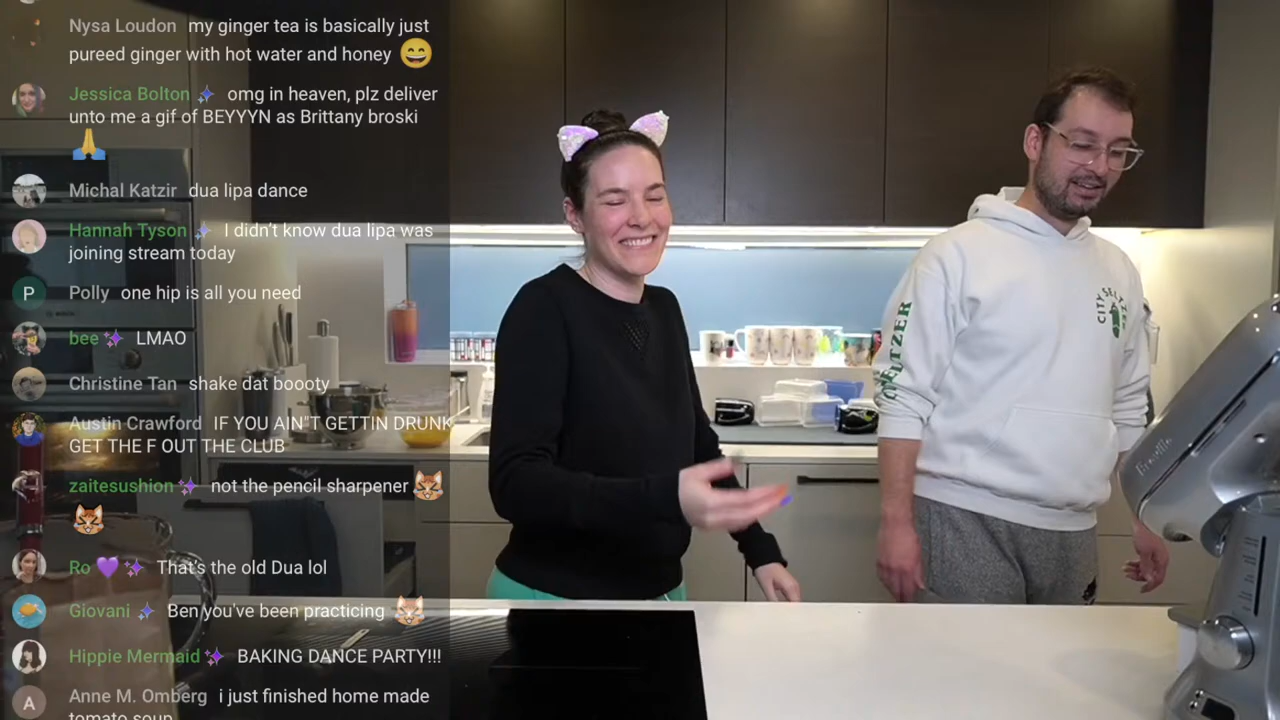 Nysa Loudon my ginger tea is basically just
pureed ginger with hot water and honey 😄
Jessica Bolton omg in heaven, plz deliver
unto me a gif of BEYYYN as Brittany broski
🙏
Michal Katzir dua lipa dance
Hannah Tyson I didn't know dua lipa was
joining stream today
P
Polly one hip is all you need
bee LMAO
Christine Tan shake dat boooty
Austin Crawford IF YOU AIN"T GETTIN DRUNK
GET THE F OUT THE CLUB
zaitesushion not the pencil sharpener 😸
😸
Ro 💜 That's the old Dua lol
Giovani Ben you've been practicing 😸
Hippie Mermaid BAKING DANCE PARTY!!!
A
Anne M. Omberg i just finished home made
tomato soup
CITY SELTZER
SELTZER
Breville